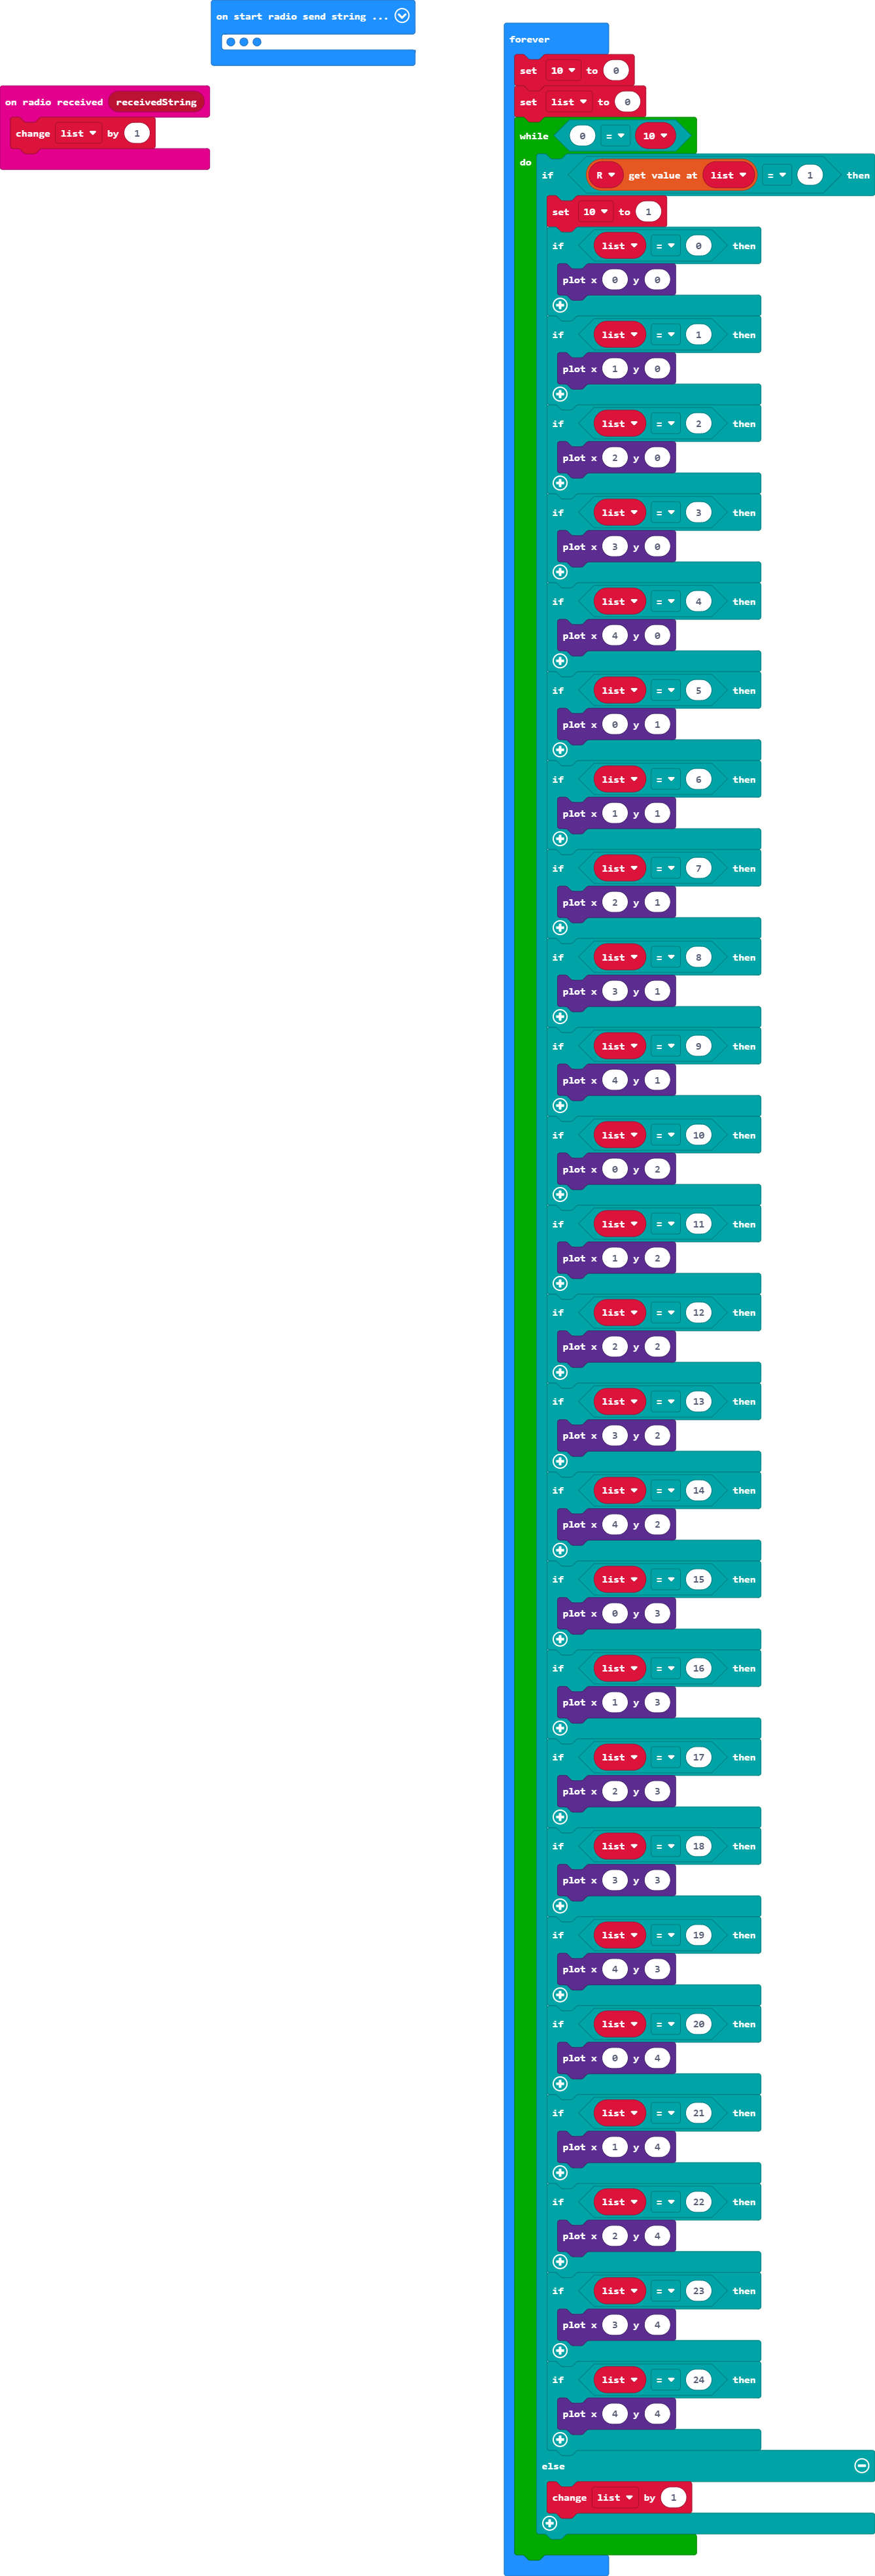 on start radio send string ...
on radio received receivedString
change list by 1
forever
set 10 to 0
set list to 0
while 0 = 10
do
if R get value at list = 1 then
set 10 to 1
if list = 0 then
plot x 0 y 0
if list = 1 then
plot x 1 y 0
if list = 2 then
plot x 2 y 0
if list = 3 then
plot x 3 y 0
if list = 4 then
plot x 4 y 0
if list = 5 then
plot x 0 y 1
if list = 6 then
plot x 1 y 1
if list = 7 then
plot x 2 y 1
if list = 8 then
plot x 3 y 1
if list = 9 then
plot x 4 y 1
if list = 10 then
plot x 0 y 2
if list = 11 then
plot x 1 y 2
if list = 12 then
plot x 2 y 2
if list = 13 then
plot x 3 y 2
if list = 14 then
plot x 4 y 2
if list = 15 then
plot x 0 y 3
if list = 16 then
plot x 1 y 3
if list = 17 then
plot x 2 y 3
if list = 18 then
plot x 3 y 3
if list = 19 then
plot x 4 y 3
if list = 20 then
plot x 0 y 4
if list = 21 then
plot x 1 y 4
if list = 22 then
plot x 2 y 4
if list = 23 then
plot x 3 y 4
if list = 24 then
plot x 4 y 4
else
change list by 1